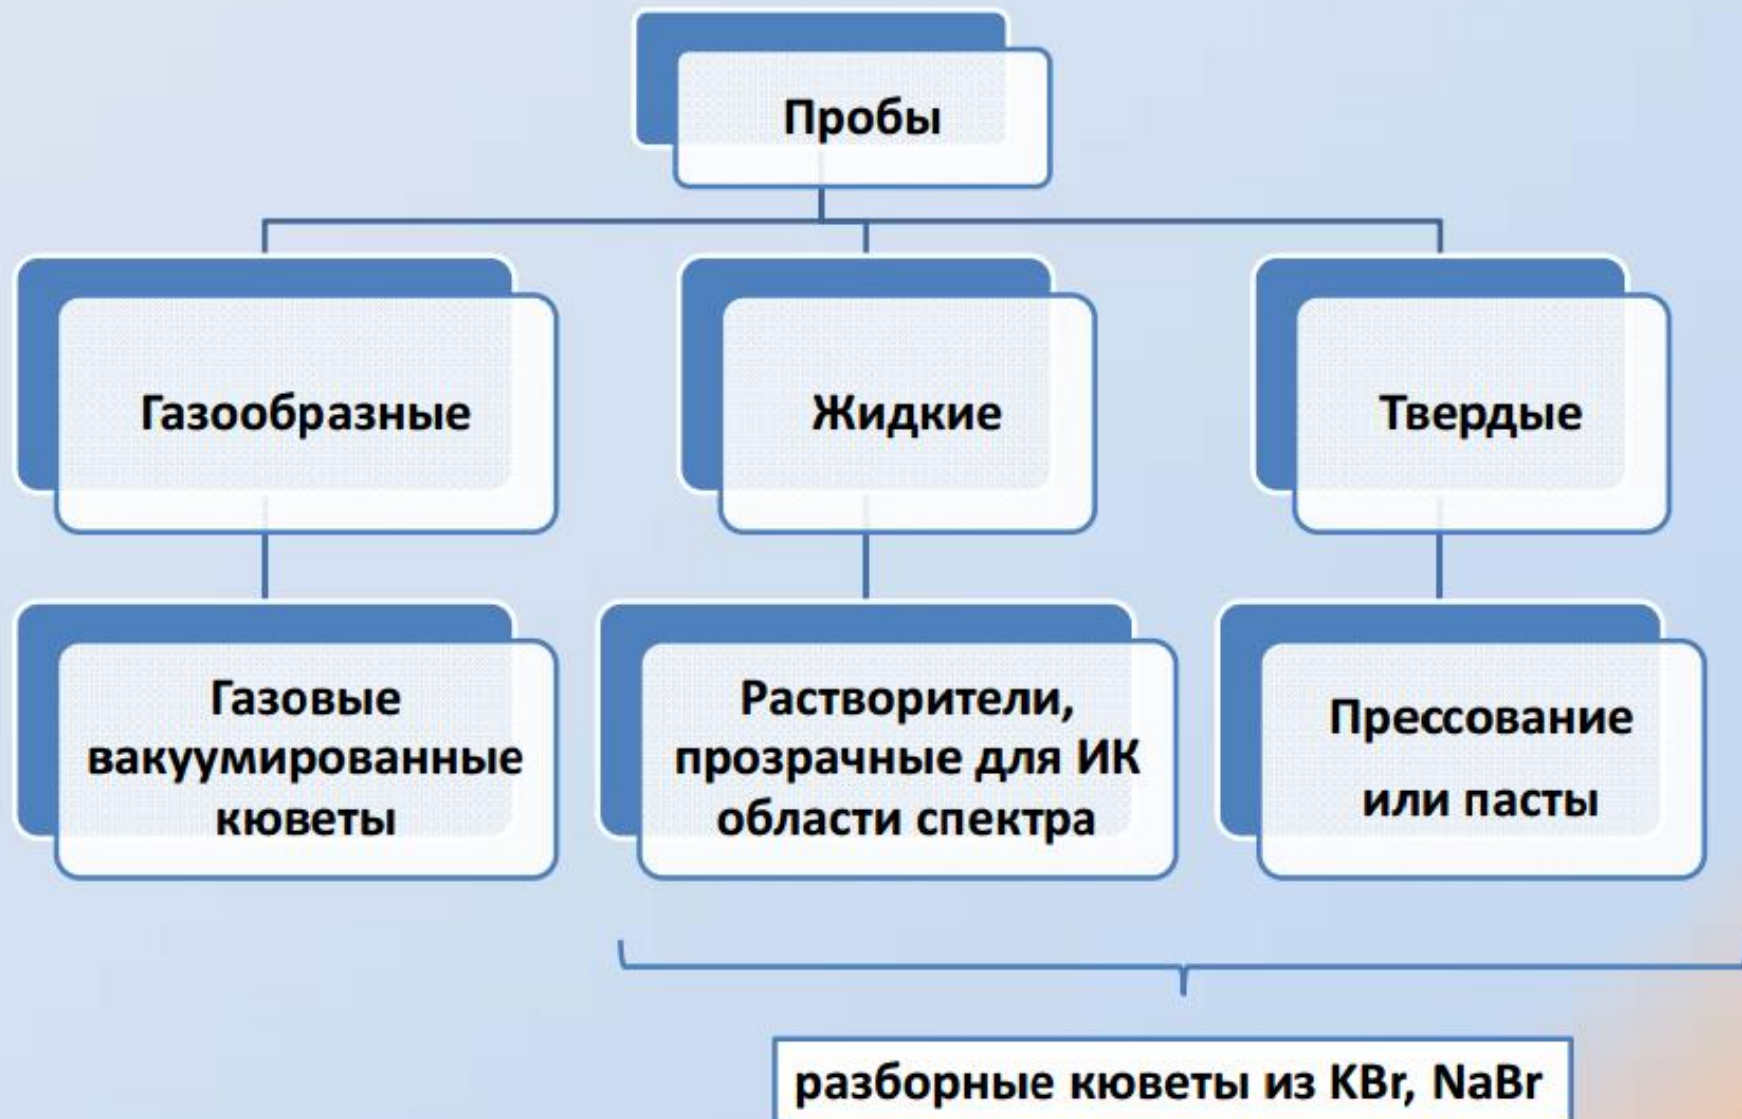 Пробы
Газообразные
Жидкие
Твердые
Газовые
вакуумированные
кюветы
Растворители,
прозрачные для ИК
области спектра
Прессование
или пасты
разборные кюветы из KBr, NaBr